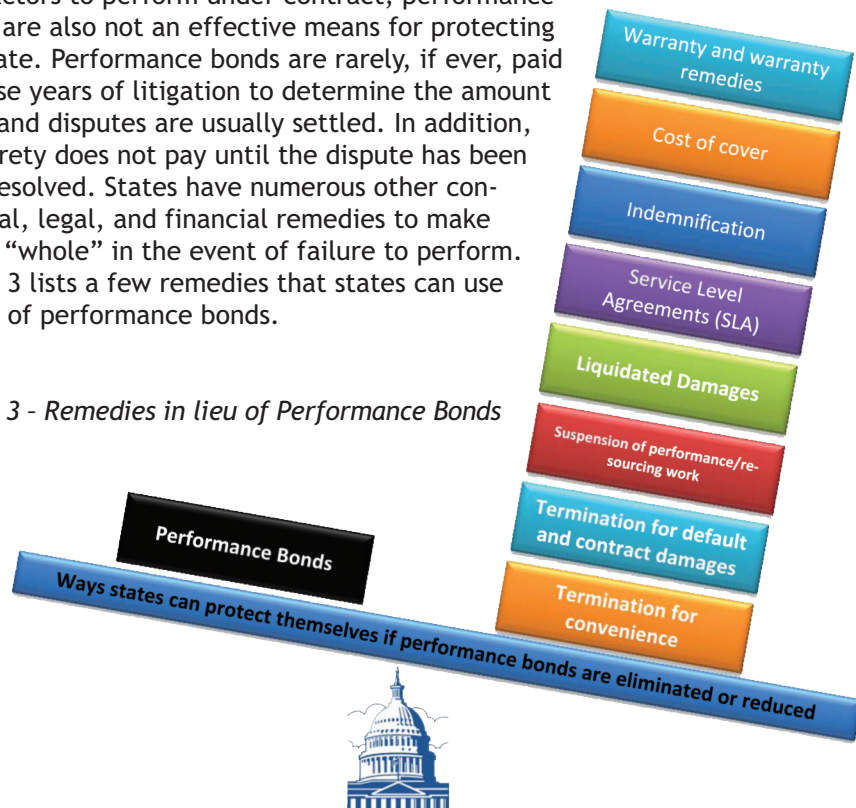 actors to perform under contract, performance
are also not an effective means for protecting
ate. Performance bonds are rarely, if ever, paid
se years of litigation to determine the amount
and disputes are usually settled. In addition,
rety does not pay until the dispute has been
esolved. States have numerous other con-
al, legal, and financial remedies to make
“whole” in the event of failure to perform.
3 lists a few remedies that states can use
of performance bonds.
3 – Remedies in lieu of Performance Bonds
Warranty and warranty
remedies
Cost of cover
Indemnification
Service Level
Agreements (SLA)
Liquidated Damages
Suspension of performance/re-
sourcing work
Termination for default
and contract damages
Termination for
convenience
Performance Bonds
Ways states can protect themselves if performance bonds are eliminated or reduced